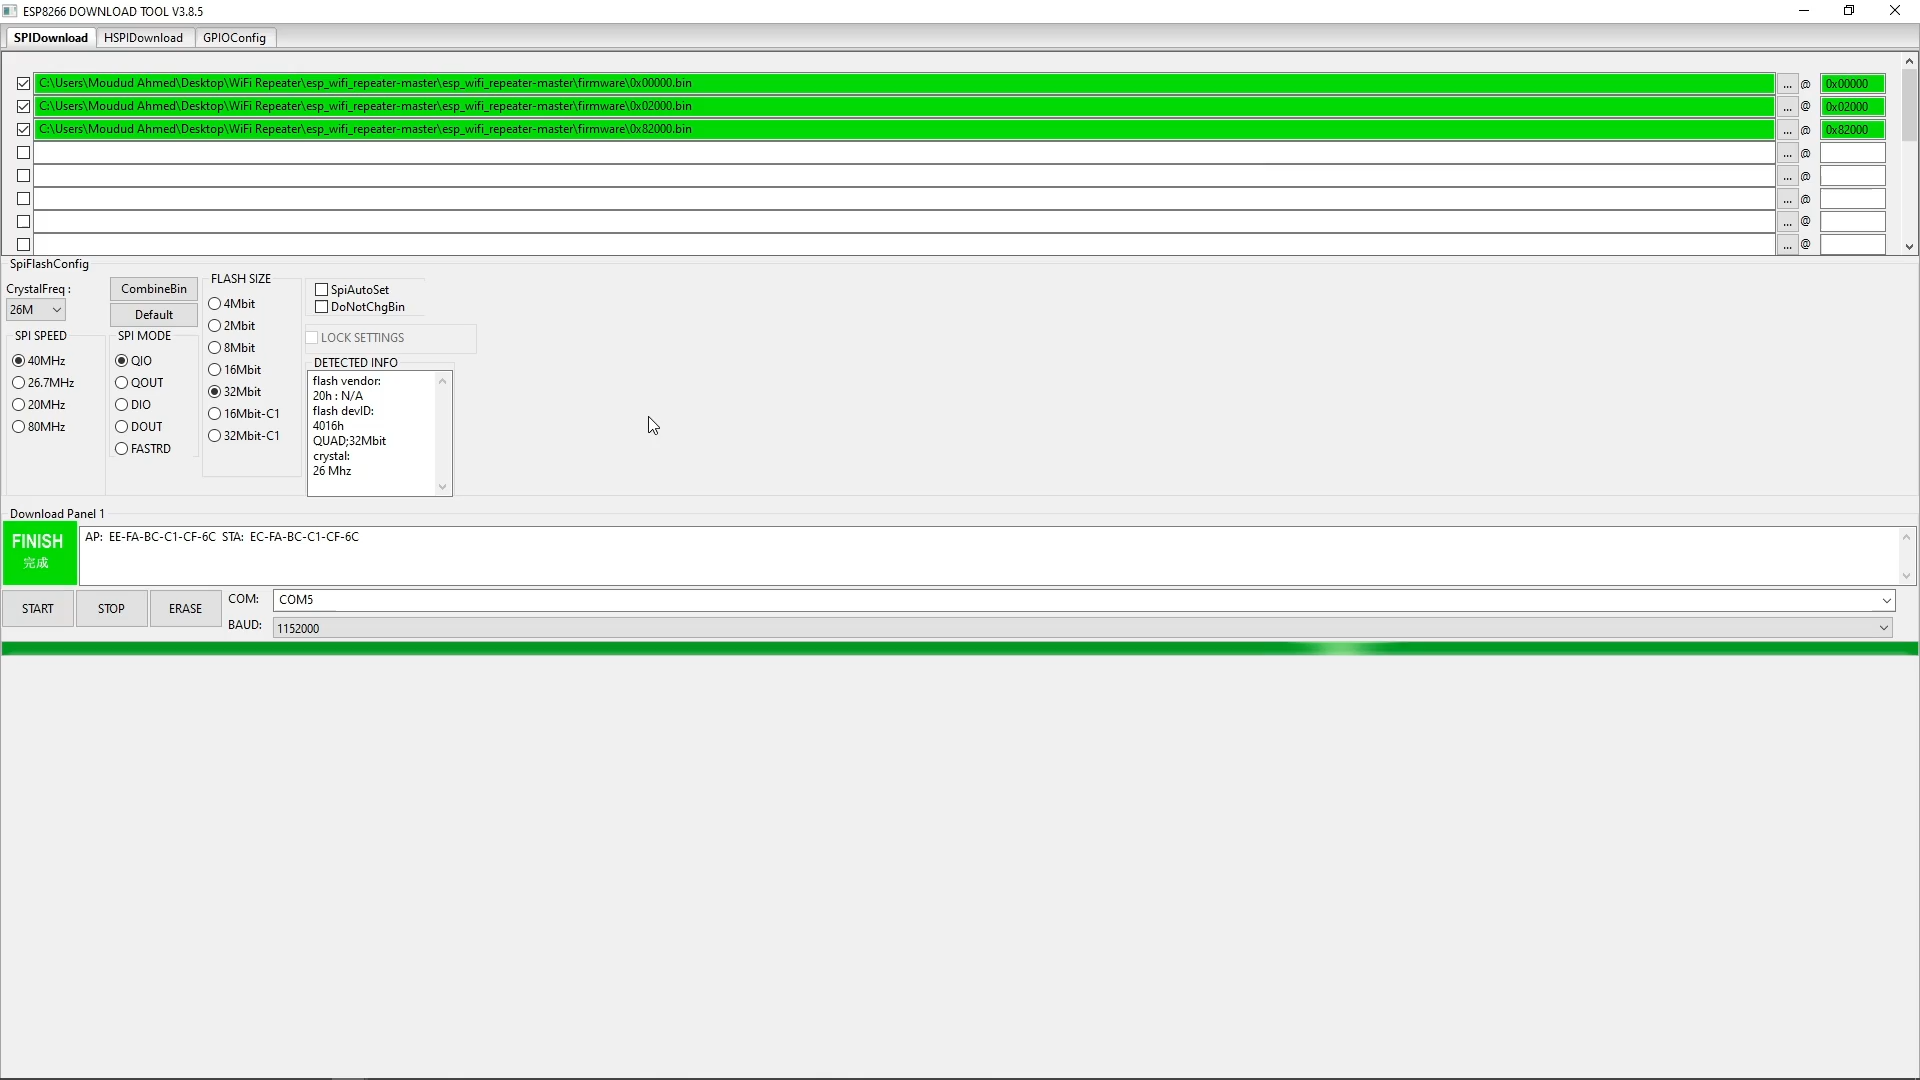 ESP8266 DOWNLOAD TOOL V3.8.5
SPIDownload HSPIDownload GPIOConfig
C:\Users\Moudud Ahmed\Desktop\WiFi Repeater\esp_wifi_repeater-master\esp_wifi_repeater-master\firmware\0x00000.bin ... @ 0x00000
C:\Users\Moudud Ahmed\Desktop\WiFi Repeater\esp_wifi_repeater-master\esp_wifi_repeater-master\firmware\0x02000.bin ... @ 0x02000
C:\Users\Moudud Ahmed\Desktop\WiFi Repeater\esp_wifi_repeater-master\esp_wifi_repeater-master\firmware\0x82000.bin ... @ 0x82000
... @
... @
... @
... @
... @
SpiFlashConfig
CrystalFreq :
26M
CombineBin
Default
SPI SPEED
40MHz
26.7MHz
20MHz
80MHz
SPI MODE
QIO
QOUT
DIO
DOUT
FASTRD
FLASH SIZE
4Mbit
2Mbit
8Mbit
16Mbit
32Mbit
16Mbit-C1
32Mbit-C1
SpiAutoSet
DoNotChgBin
LOCK SETTINGS
DETECTED INFO
flash vendor:
20h : N/A
flash devID:
4016h
QUAD;32Mbit
crystal:
26 Mhz
Download Panel 1
FINISH
完成
AP: EE-FA-BC-C1-CF-6C STA: EC-FA-BC-C1-CF-6C
START STOP ERASE
COM: COM5
BAUD: 1152000